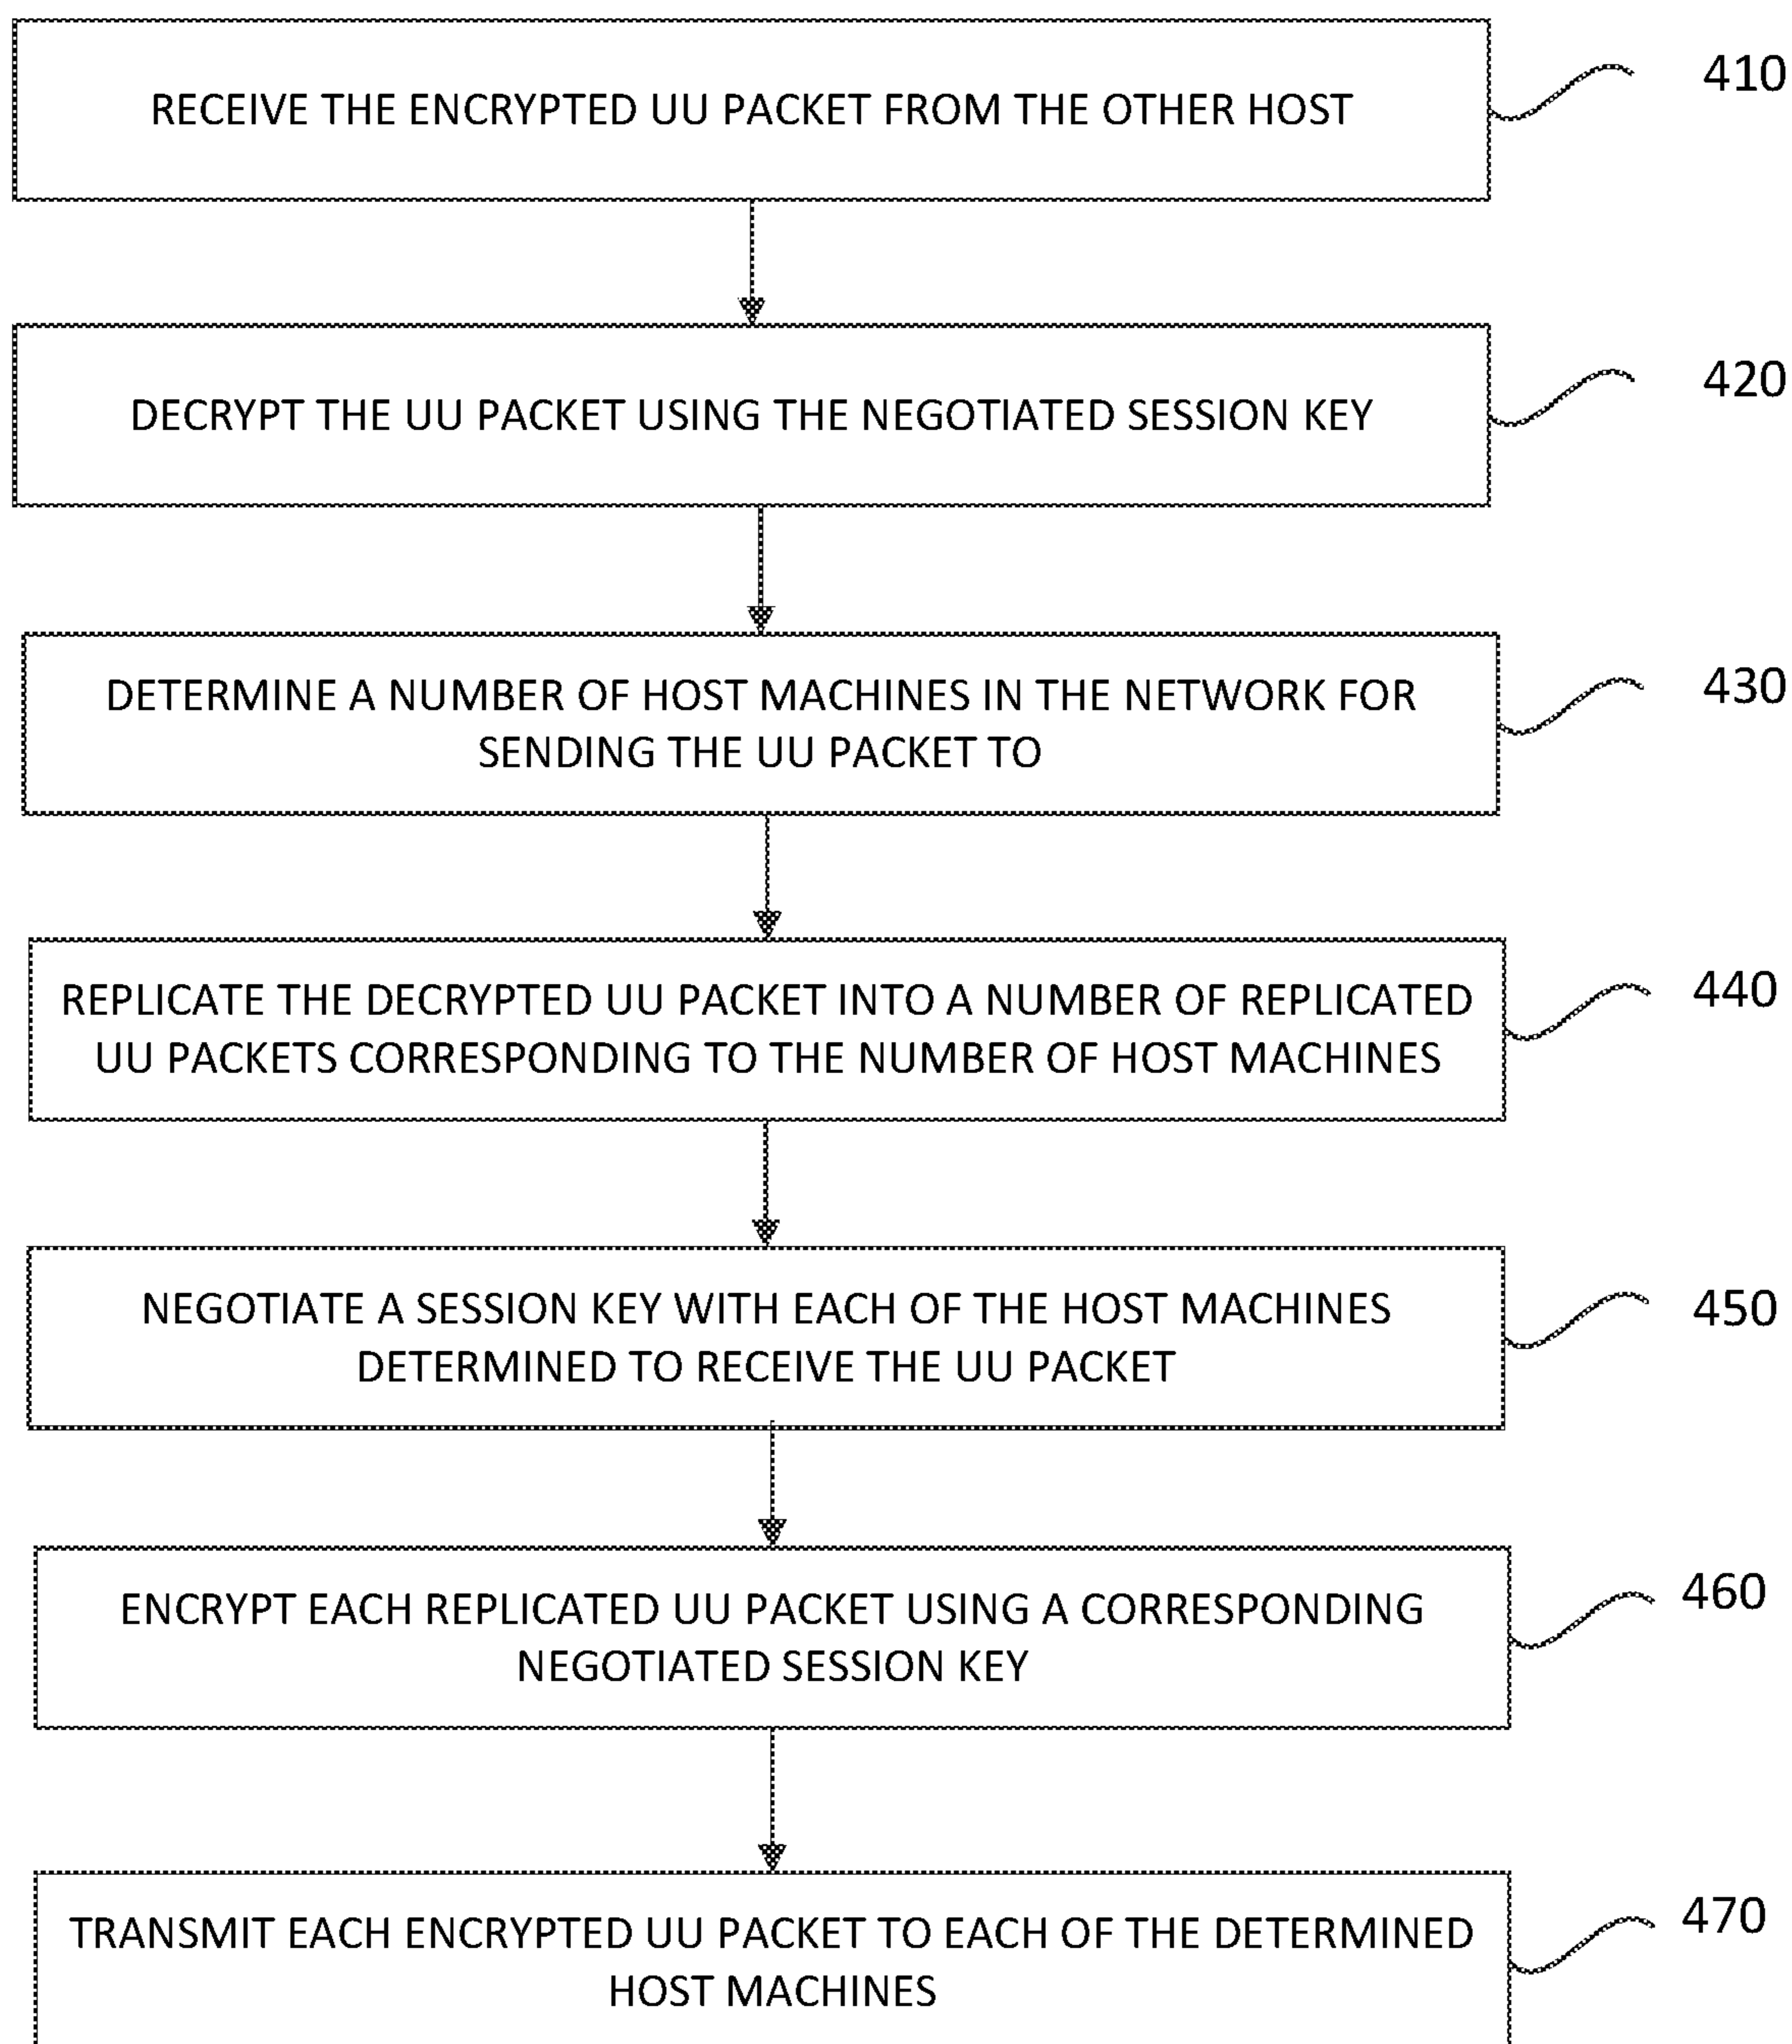 RECEIVE THE ENCRYPTED UU PACKET FROM THE OTHER HOST
410
DECRYPT THE UU PACKET USING THE NEGOTIATED SESSION KEY
420
DETERMINE A NUMBER OF HOST MACHINES IN THE NETWORK FOR
SENDING THE UU PACKET TO
430
REPLICATE THE DECRYPTED UU PACKET INTO A NUMBER OF REPLICATED
UU PACKETS CORRESPONDING TO THE NUMBER OF HOST MACHINES
440
NEGOTIATE A SESSION KEY WITH EACH OF THE HOST MACHINES
DETERMINED TO RECEIVE THE UU PACKET
450
ENCRYPT EACH REPLICATED UU PACKET USING A CORRESPONDING
NEGOTIATED SESSION KEY
460
TRANSMIT EACH ENCRYPTED UU PACKET TO EACH OF THE DETERMINED
HOST MACHINES
470